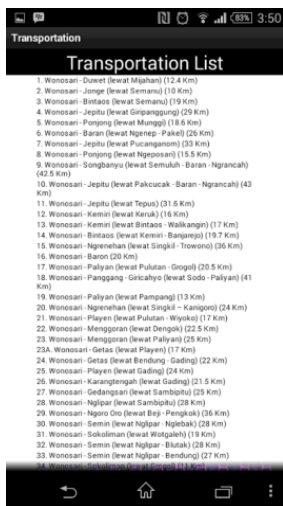 83% 3:50
Transportation
Transportation List
1. Wonosari - Duwet (lewat Mijahan) (12.4 Km)
2. Wonosari - Jonge (lewat Semanu) (10 Km)
3. Wonosari - Bintaos (lewat Semanu) (19 Km)
4. Wonosari - Jepitu (lewat Giripanggung) (29 Km)
5. Wonosari - Ponjong (lewat Munggi) (18.6 Km)
6. Wonosari - Baran (lewat Ngenep - Pakel) (26 Km)
7. Wonosari - Jepitu (lewat Pucanganom) (33 Km)
8. Wonosari - Ponjong (lewat Ngeposari) (15.5 Km)
9. Wonosari - Songbanyu (lewat Semuluh - Baran - Ngrancah)
(42.5 Km)
10. Wonosari - Jepitu (lewat Pakcucak - Baran - Ngrancah) (43
Km)
11. Wonosari - Jepitu (lewat Tepus) (31.6 Km)
12. Wonosari - Kemiri (lewat Keruk) (16 Km)
13. Wonosari - Kemiri (lewat Bintaos - Walikangin) (17 Km)
14. Wonosari - Bintaos (lewat Kemiri - Banjarejo) (19.7 Km)
15. Wonosari - Ngrenehan (lewat Singkil - Trowono) (36 Km)
16. Wonosari - Baron (20 Km)
17. Wonosari - Paliyan (lewat Pulutan - Grogol) (20.5 Km)
18. Wonosari - Panggang - Giricahyo (lewat Sodo - Paliyan) (41
Km)
19. Wonosari - Paliyan (lewat Pampang) (13 Km)
20. Wonosari - Ngrenehan (lewat Singkil – Kanigoro) (24 Km)
21. Wonosari - Playen (lewat Pulutan - Wiyoko) (17 Km)
22. Wonosari - Menggoran (lewat Dengok) (22.5 Km)
23. Wonosari - Menggoran (lewat Paliyan) (25 Km)
23A. Wonosari - Getas (lewat Playen) (17 Km)
24. Wonosari - Getas (lewat Bendung - Gading) (22 Km)
25. Wonosari - Playen (lewat Gading) (24 Km)
26. Wonosari - Karangtengah (lewat Gading) (21.5 Km)
27. Wonosari - Gedangsari (lewat Sambipitu) (25 Km)
28. Wonosari - Nglipar (lewat Sambipitu) (28 Km)
29. Wonosari - Ngoro Oro (lewat Beji - Pengkok) (36 Km)
30. Wonosari - Semin (lewat Nglipar - Nglebak) (28 Km)
31. Wonosari - Sokoliman (lewat Wotgaleh) (19 Km)
32. Wonosari - Semin (lewat Nglipar - Blutak) (28 Km)
33. Wonosari - Semin (lewat Nglipar - Bendung) (27 Km)
34. Wonosari - Sokoliman (lewat Grogol)